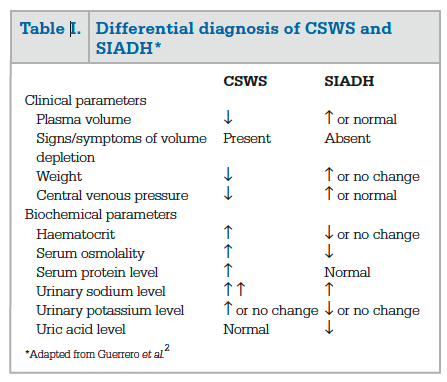 Table I. Differential diagnosis of CSWS and
SIADH*
CSWS SIADH
Clinical parameters
Plasma volume ↓ ↑ or normal
Signs/symptoms of volume Present Absent
depletion
Weight ↓ ↑ or no change
Central venous pressure ↓ ↑ or normal
Biochemical parameters
Haematocrit ↑ ↓ or no change
Serum osmolality ↑ ↓
Serum protein level ↑ Normal
Urinary sodium level ↑↑ ↑
Urinary potassium level ↑ or no change ↓ or no change
Uric acid level Normal ↓
*Adapted from Guerrero et al.2